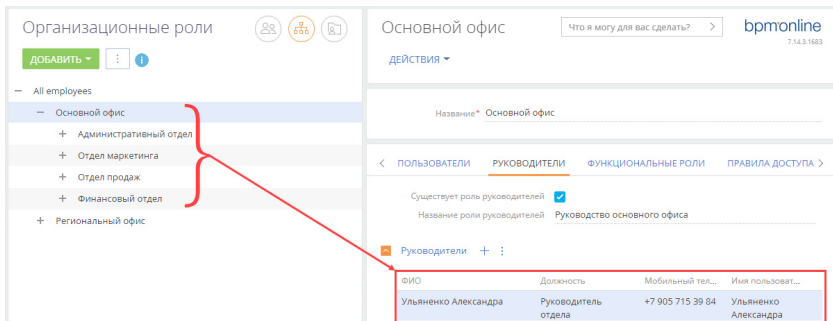 Организационные роли
ДОБАВИТЬ
All employees
Основной офис
Административный отдел
Отдел маркетинга
Отдел продаж
Финансовый отдел
Региональный офис
Основной офис
Что я могу для вас сделать?
bpmonline
7.14.3.1683
ДЕЙСТВИЯ
Название* Основной офис
ПОЛЬЗОВАТЕЛИ РУКОВОДИТЕЛИ ФУНКЦИОНАЛЬНЫЕ РОЛИ ПРАВИЛА ДОСТУПА
Существует роль руководителей
Название роли руководителей Руководство основного офиса
Руководители
ФИО Должность Мобильный тел... Имя пользоват...
Ульяненко Александра Руководитель +7 905 715 39 84 Ульяненко
отдела Александра